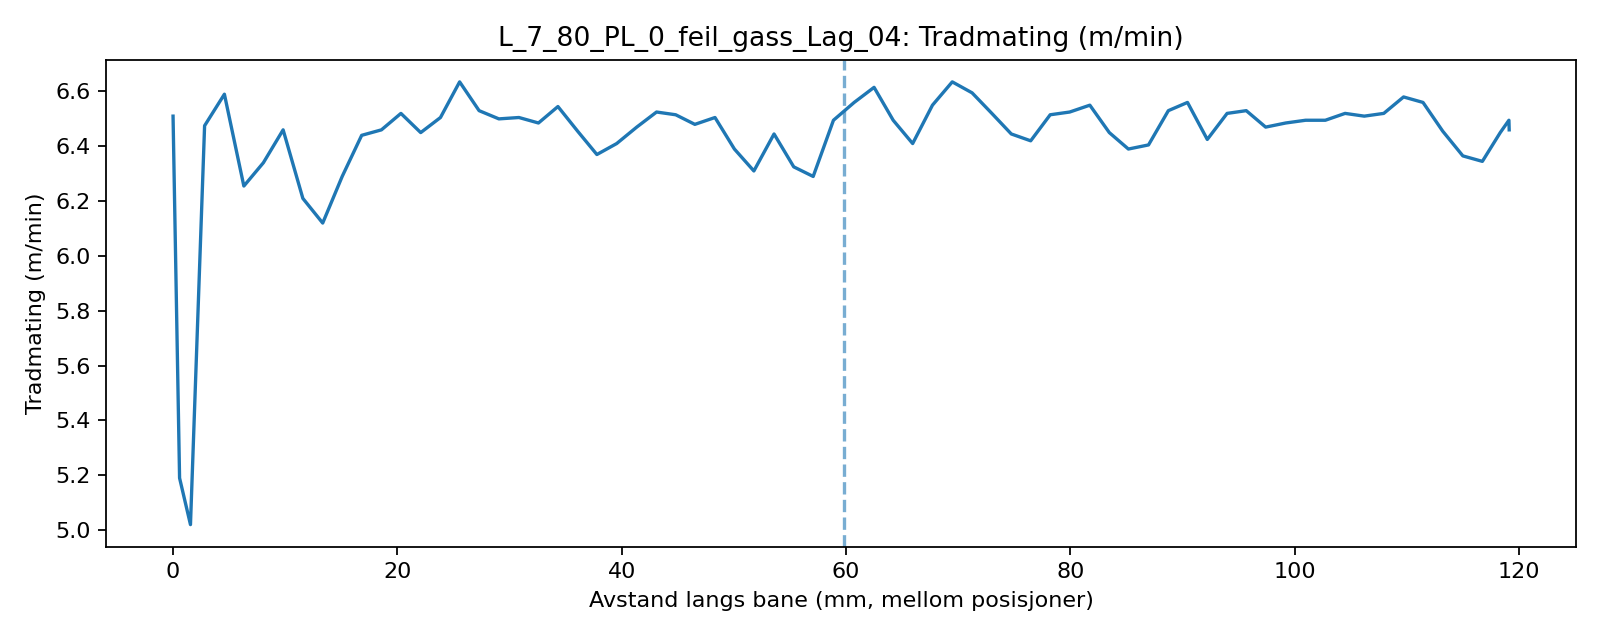 L_7_80_PL_0_feil_gass_Lag_04: Tradmating (m/min)
Tradmating (m/min)
6.6
6.4
6.2
6.0
5.8
5.6
5.4
5.2
5.0
0 20 40 60 80 100 120
Avstand langs bane (mm, mellom posisjoner)